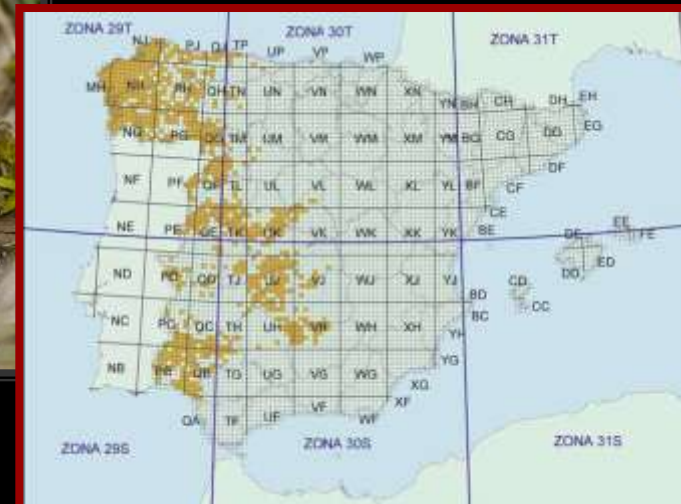 ZONA 29T ZONA 30T ZONA 31T
NJ PJ QJ TP UP VP WP
MH NH PH QH TN UN VN WN XN YN BH CH DH EH
NG PG QG TM UM VM WM XM YM BG CG DG EG
NF PF QF TL UL VL WL XL YL BF CF DF
NE PE QE TK UK VK WK XK YK BE CE EE FE
ND PD QD TJ UJ VJ WJ XJ YJ BD CD DD ED
NC PC QC TH UH VH WH XH YH BC CC
NB PB QB TG UG VG WG XG YG
QA TF UF VF WF XF
ZONA 29S ZONA 30S ZONA 31S